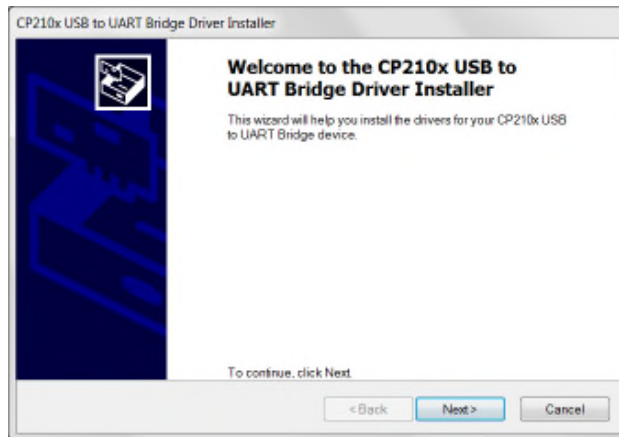 CP210x USB to UART Bridge Driver Installer
Welcome to the CP210x USB to
UART Bridge Driver Installer
This wizard will help you install the drivers for your CP210x USB
to UART Bridge device.
To continue, click Next.
< Back
Next >
Cancel